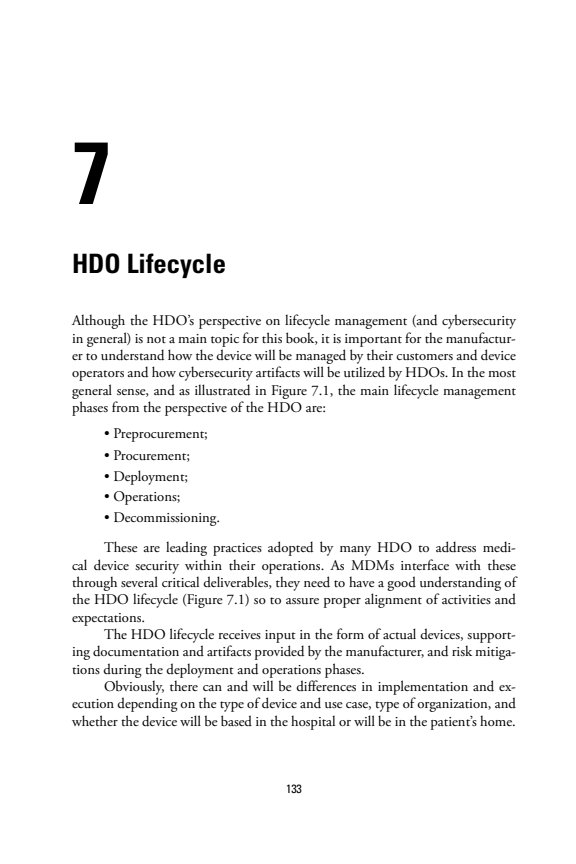 7
HDO Lifecycle
Although the HDO’s perspective on lifecycle management (and cybersecurity
in general) is not a main topic for this book, it is important for the manufactur-
er to understand how the device will be managed by their customers and device
operators and how cybersecurity artifacts will be utilized by HDOs. In the most
general sense, and as illustrated in Figure 7.1, the main lifecycle management
phases from the perspective of the HDO are:
• Preprocurement;
• Procurement;
• Deployment;
• Operations;
• Decommissioning.
These are leading practices adopted by many HDO to address medi-
cal device security within their operations. As MDMs interface with these
through several critical deliverables, they need to have a good understanding of
the HDO lifecycle (Figure 7.1) so to assure proper alignment of activities and
expectations.
The HDO lifecycle receives input in the form of actual devices, support-
ing documentation and artifacts provided by the manufacturer, and risk mitiga-
tions during the deployment and operations phases.
Obviously, there can and will be differences in implementation and ex-
ecution depending on the type of device and use case, type of organization, and
whether the device will be based in the hospital or will be in the patient’s home.
133